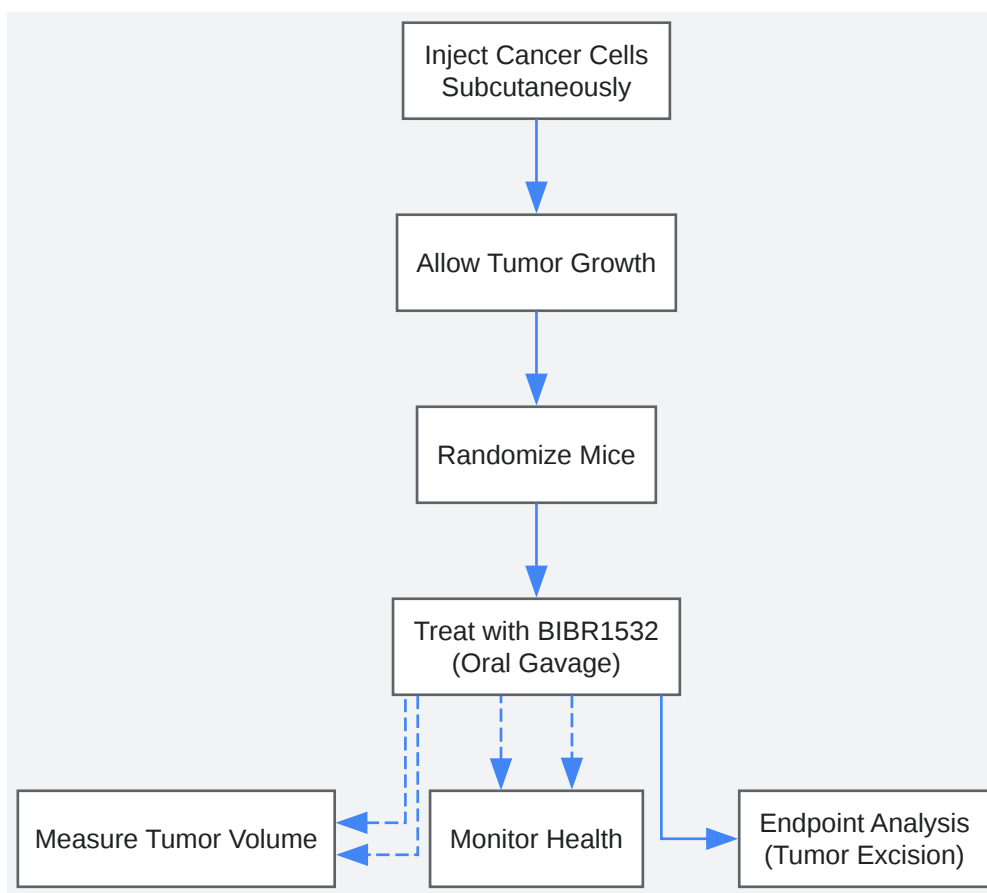 Inject Cancer Cells
Subcutaneously
Allow Tumor Growth
Randomize Mice
Treat with BIBR1532
(Oral Gavage)
Measure Tumor Volume
Monitor Health
Endpoint Analysis
(Tumor Excision)